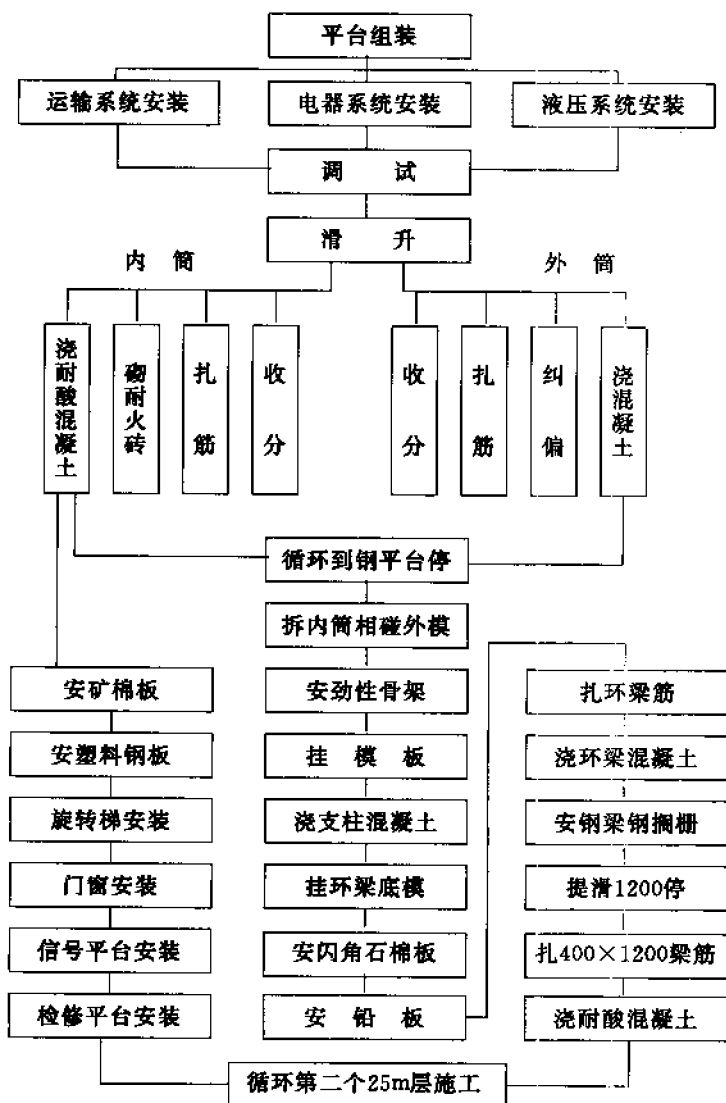 平台组装
运输系统安装
电器系统安装
液压系统安装
调 试
滑 升
内 筒
外 筒
浇耐酸混凝土
砌耐火砖
扎筋
收分
收分
扎筋
纠偏
浇混凝土
循环到钢平台停
拆内筒相碰外模
安矿棉板
安塑料钢板
旋转梯安装
门窗安装
信号平台安装
检修平台安装
安劲性骨架
挂 模 板
浇支柱混凝土
挂环梁底模
安闪角石棉板
安 铅 板
扎环梁筋
浇环梁混凝土
安钢梁钢搁栅
提滑1200停
扎400×1200梁筋
浇耐酸混凝土
循环第二个25m层施工